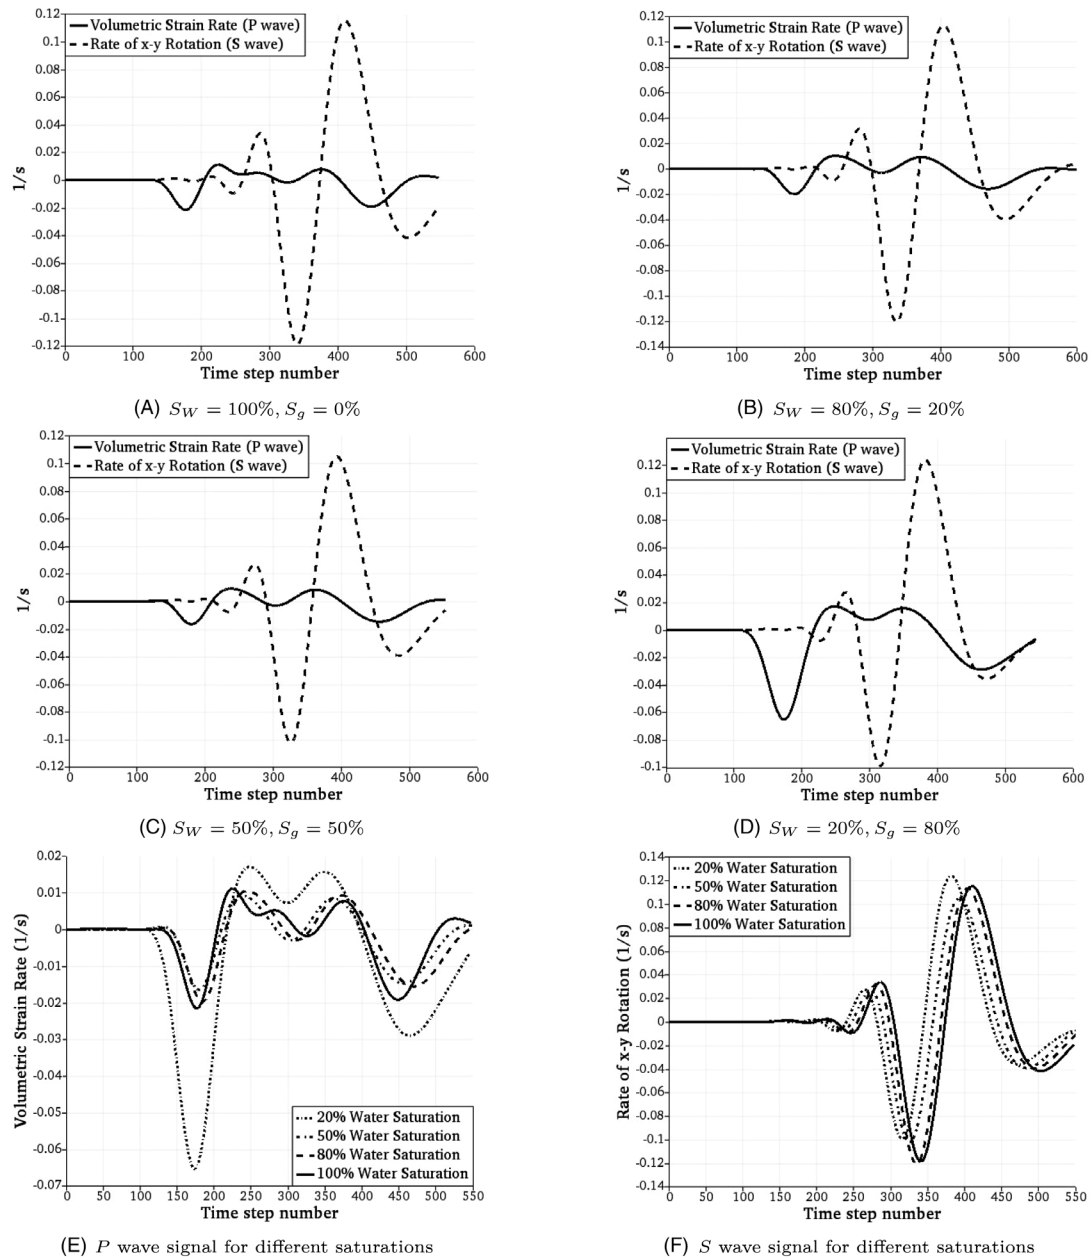 0.12
0.1
0.08
0.06
0.04
0.02
0
-0.02
-0.04
-0.06
-0.08
-0.1
-0.12
1/s
Volumetric Strain Rate (P wave)
Rate of x-y Rotation (S wave)
0 100 200 300 400 500 600
Time step number
(A) S_W = 100%, S_g = 0%
0.12
0.1
0.08
0.06
0.04
0.02
0
-0.02
-0.04
-0.06
-0.08
-0.1
-0.12
-0.14
1/s
Volumetric Strain Rate (P wave)
Rate of x-y Rotation (S wave)
0 100 200 300 400 500 600
Time step number
(B) S_W = 80%, S_g = 20%
0.12
0.1
0.08
0.06
0.04
0.02
0
-0.02
-0.04
-0.06
-0.08
-0.1
-0.12
1/s
Volumetric Strain Rate (P wave)
Rate of x-y Rotation (S wave)
0 100 200 300 400 500 600
Time step number
(C) S_W = 50%, S_g = 50%
0.12
0.1
0.08
0.06
0.04
0.02
0
-0.02
-0.04
-0.06
-0.08
-0.1
1/s
Volumetric Strain Rate (P wave)
Rate of x-y Rotation (S wave)
0 100 200 300 400 500 600
Time step number
(D) S_W = 20%, S_g = 80%
0.02
0.01
0
-0.01
-0.02
-0.03
-0.04
-0.05
-0.06
-0.07
Volumetric Strain Rate (1/s)
20% Water Saturation
50% Water Saturation
80% Water Saturation
100% Water Saturation
0 50 100 150 200 250 300 350 400 450 500 550
Time step number
(E) P wave signal for different saturations
0.14
0.12
0.1
0.08
0.06
0.04
0.02
0
-0.02
-0.04
-0.06
-0.08
-0.1
-0.12
-0.14
Rate of x-y Rotation (1/s)
20% Water Saturation
50% Water Saturation
80% Water Saturation
100% Water Saturation
0 50 100 150 200 250 300 350 400 450 500 550
Time step number
(F) S wave signal for different saturations